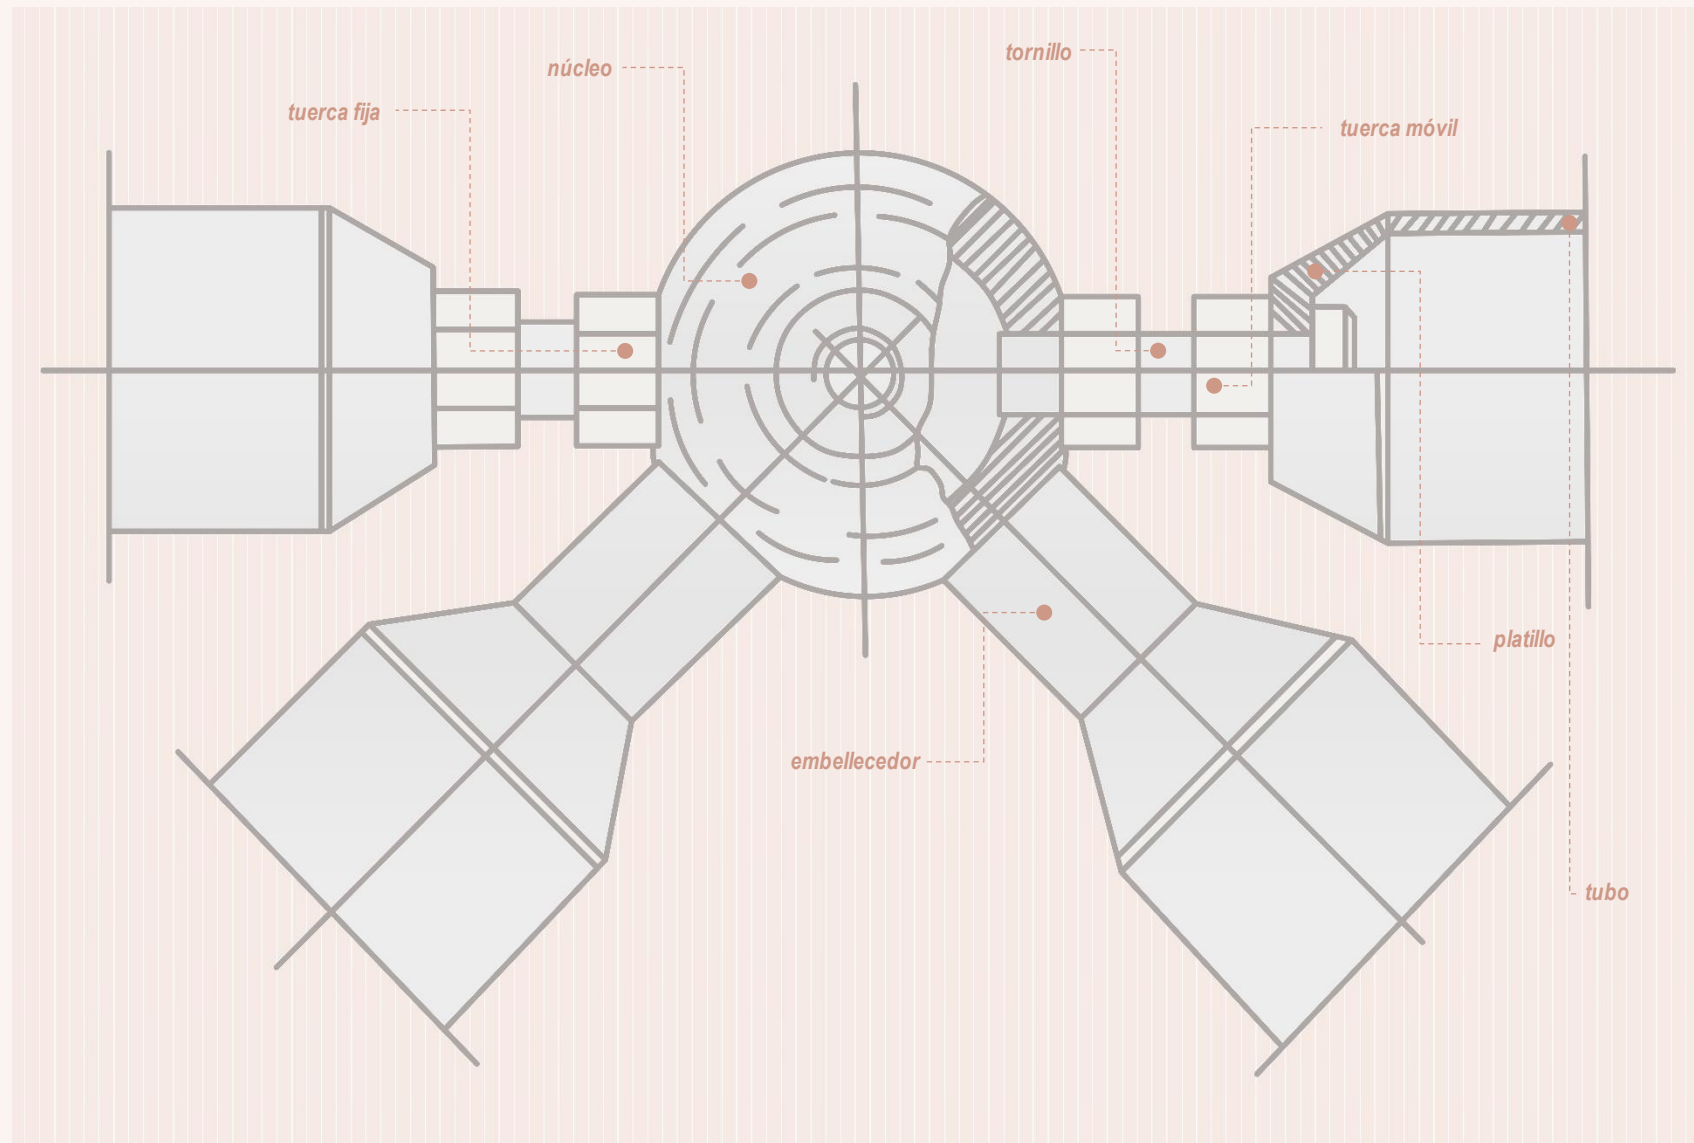 tornillo
núcleo
tuerca fija
tuerca móvil
platillo
embellecedor
tubo